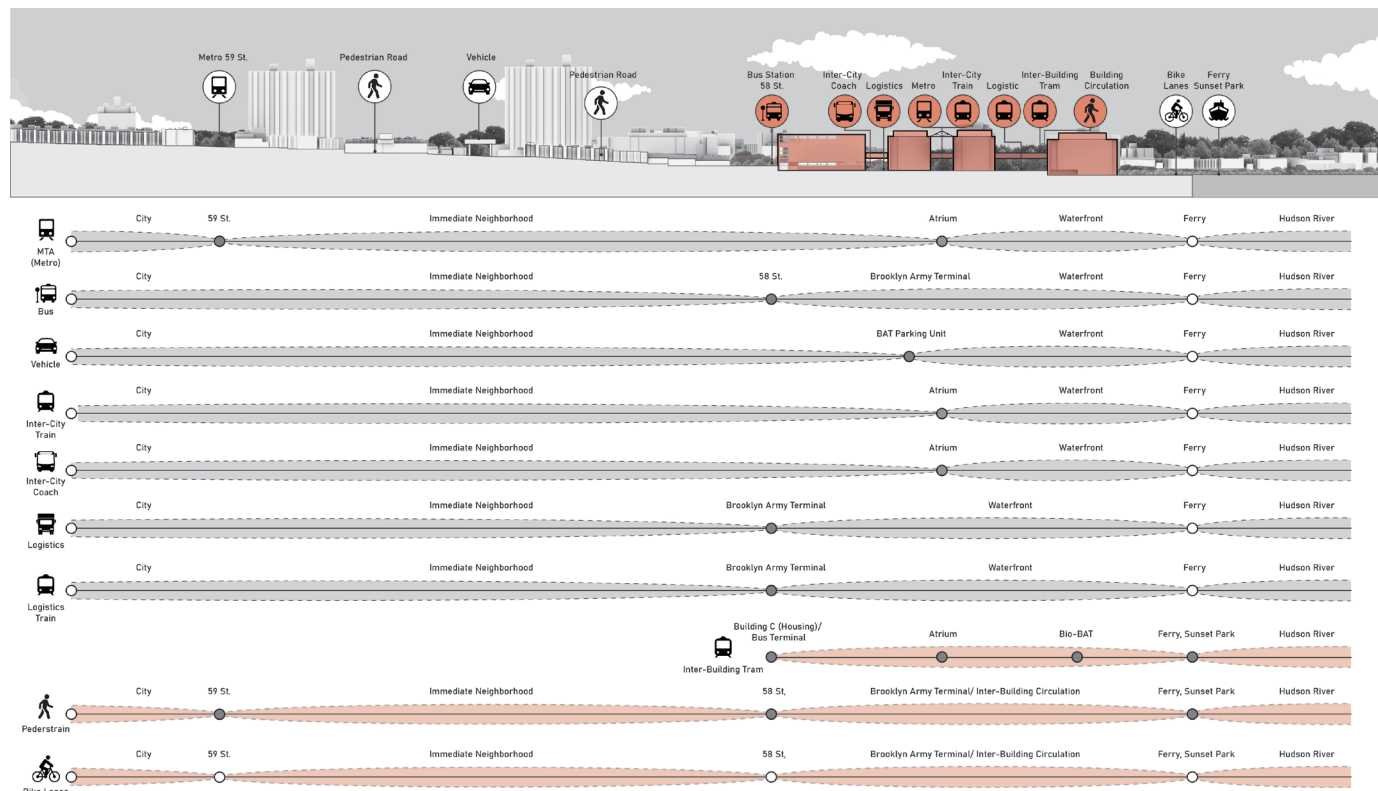 Metro 59 St.
Pedestrian Road
Vehicle
Pedestrian Road
Bus Station
58 St.
Inter-City
Coach
Logistics
Metro
Inter-City
Train
Logistic
Inter-Building
Tram
Building
Circulation
Bike
Lanes
Ferry
Sunset Park
City 59 St. Immediate Neighborhood Atrium Waterfront Ferry Hudson River
MTA
(Metro)
City Immediate Neighborhood 58 St. Brooklyn Army Terminal Waterfront Ferry Hudson River
Bus
City Immediate Neighborhood BAT Parking Unit Waterfront Ferry Hudson River
Vehicle
City Immediate Neighborhood Atrium Waterfront Ferry Hudson River
Inter-City
Train
City Immediate Neighborhood Atrium Waterfront Ferry Hudson River
Inter-City
Coach
City Immediate Neighborhood Brooklyn Army Terminal Waterfront Ferry Hudson River
Logistics
City Immediate Neighborhood Brooklyn Army Terminal Waterfront Ferry Hudson River
Logistics
Train
Building C (Housing)/
Bus Terminal
Atrium Bio-BAT Ferry, Sunset Park Hudson River
Inter-Building Tram
City 59 St. Immediate Neighborhood 58 St, Brooklyn Army Terminal/ Inter-Building Circulation Ferry, Sunset Park Hudson River
Pederstrain
City 59 St. Immediate Neighborhood 58 St, Brooklyn Army Terminal/ Inter-Building Circulation Ferry, Sunset Park Hudson River
Bike Lanes